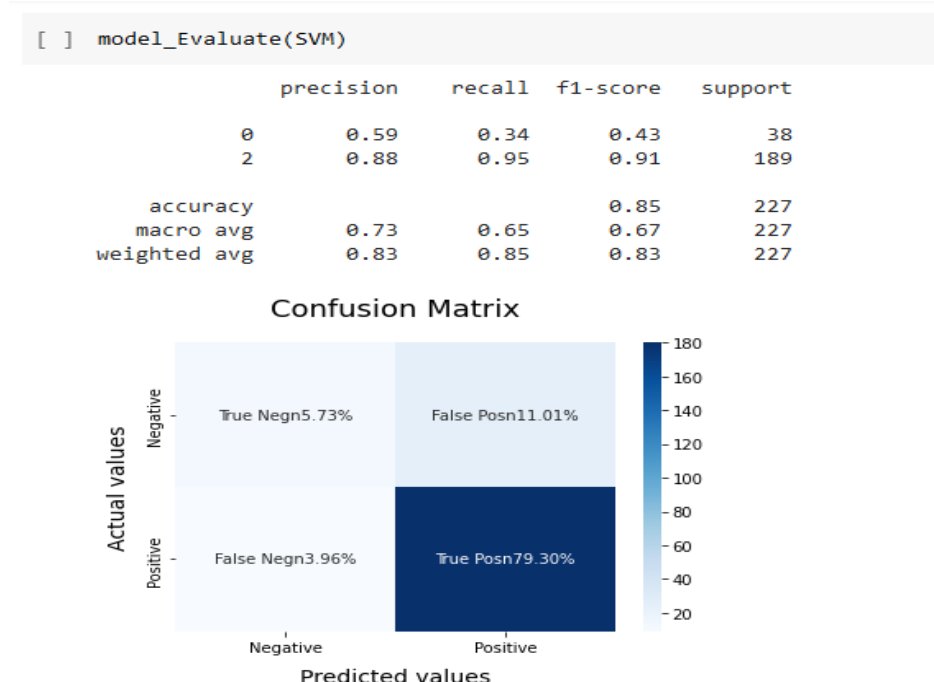 [ ] model_Evaluate(SVM)
precision recall f1-score support
0 0.59 0.34 0.43 38
2 0.88 0.95 0.91 189
accuracy 0.85 227
macro avg 0.73 0.65 0.67 227
weighted avg 0.83 0.85 0.83 227
Confusion Matrix
Actual values
Negative
Positive
True Negn5.73%
False Posn11.01%
False Negn3.96%
True Posn79.30%
180
160
140
120
100
80
60
40
20
Negative
Positive
Predicted values